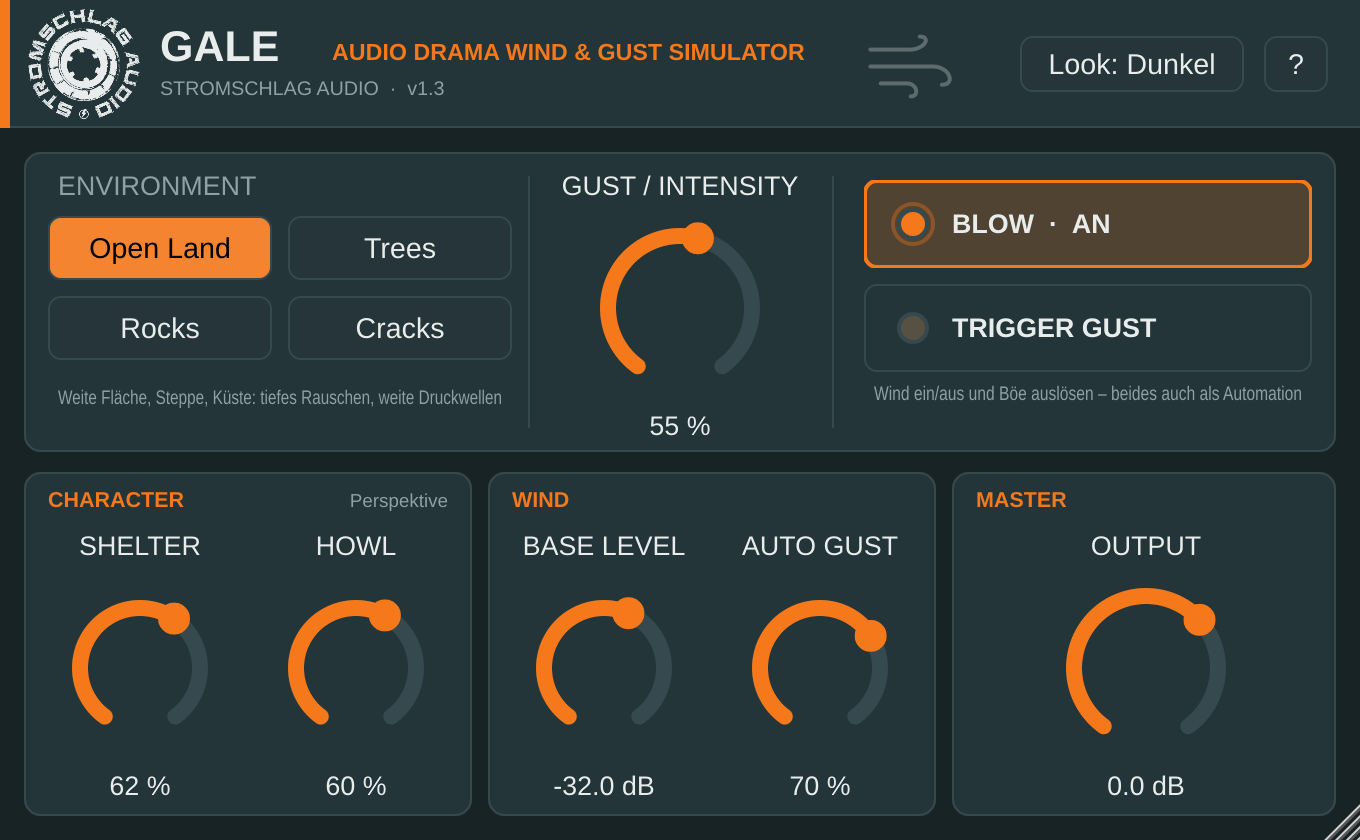 STROMSCHLAG AUDIO
GALE
AUDIO DRAMA WIND & GUST SIMULATOR
STROMSCHLAG AUDIO · v1.3
Look: Dunkel
?
ENVIRONMENT
Open Land
Trees
Rocks
Cracks
Weite Fläche, Steppe, Küste: tiefes Rauschen, weite Druckwellen
GUST / INTENSITY
55 %
BLOW · AN
TRIGGER GUST
Wind ein/aus und Böe auslösen – beides auch als Automation
CHARACTER
Perspektive
SHELTER
HOWL
62 %
60 %
WIND
BASE LEVEL
AUTO GUST
-32.0 dB
70 %
MASTER
OUTPUT
0.0 dB